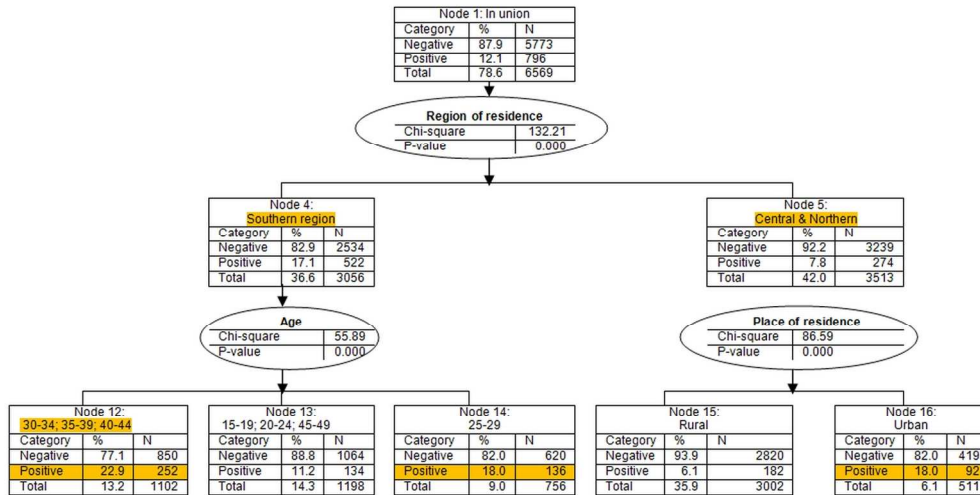 Node 1: In union
Category % N
Negative 87.9 5773
Positive 12.1 796
Total 78.6 6569
Region of residence
Chi-square 132.21
P-value 0.000
Node 4:
Southern region
Category % N
Negative 82.9 2534
Positive 17.1 522
Total 36.6 3056
Node 5:
Central & Northern
Category % N
Negative 92.2 3239
Positive 7.8 274
Total 42.0 3513
Age
Chi-square 55.89
P-value 0.000
Place of residence
Chi-square 86.59
P-value 0.000
Node 12:
30-34; 35-39; 40-44
Category % N
Negative 77.1 850
Positive 22.9 252
Total 13.2 1102
Node 13:
15-19; 20-24; 45-49
Category % N
Negative 88.8 1064
Positive 11.2 134
Total 14.3 1198
Node 14:
25-29
Category % N
Negative 82.0 620
Positive 18.0 136
Total 9.0 756
Node 15:
Rural
Category % N
Negative 93.9 2820
Positive 6.1 182
Total 35.9 3002
Node 16:
Urban
Category % N
Negative 82.0 419
Positive 18.0 92
Total 6.1 511